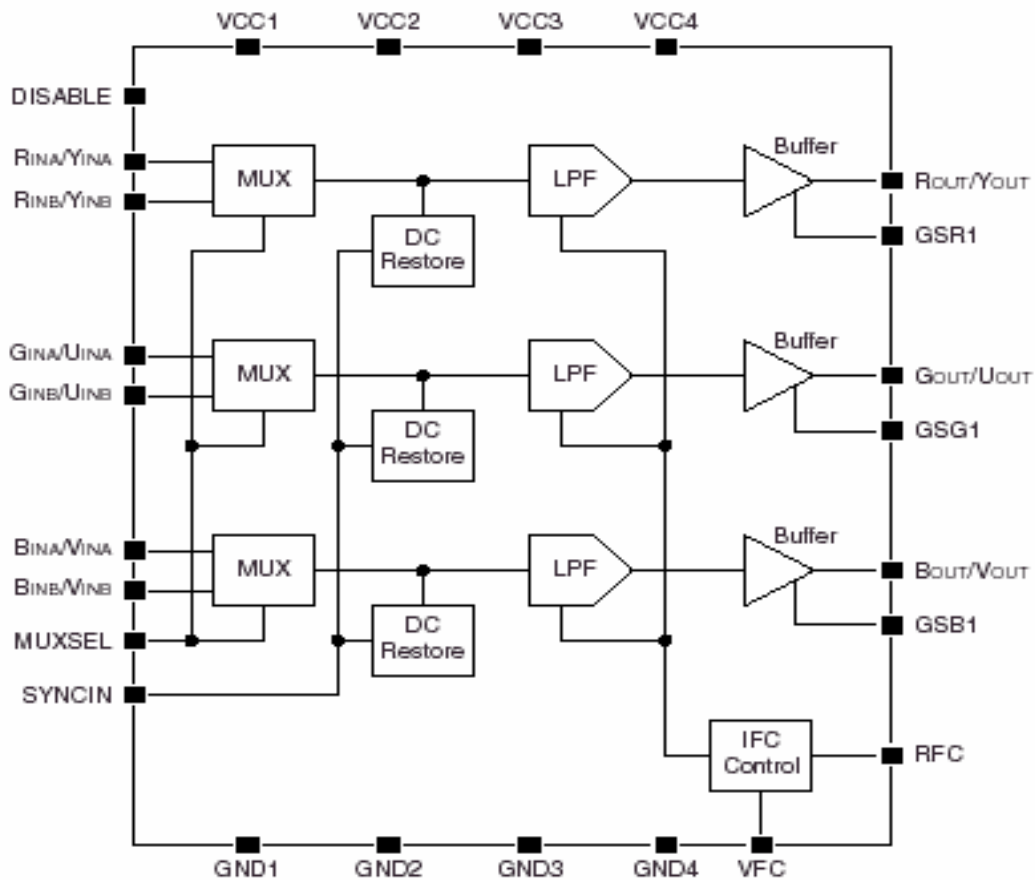 VCC1 VCC2 VCC3 VCC4
DISABLE
RINA/YINA
RINB/YINB
MUX
LPF
Buffer
ROUT/YOUT
DC
Restore
GSR1
GINA/UINA
GINB/UINB
MUX
LPF
Buffer
GOUT/UOUT
DC
Restore
GSG1
BINA/VINA
BINB/VINB
MUX
LPF
Buffer
BOUT/VOUT
MUXSEL
DC
Restore
GSB1
SYNCIN
IFC
Control
RFC
GND1 GND2 GND3 GND4 VFC